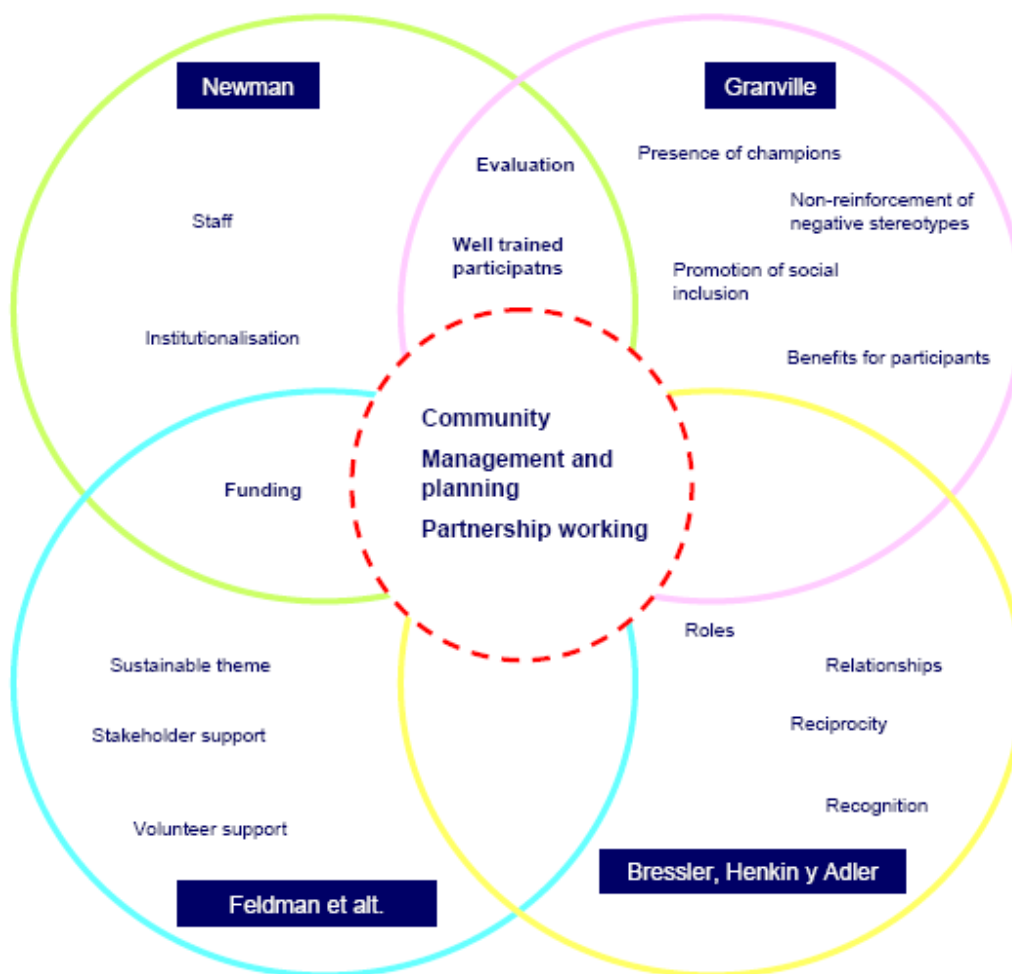 Newman
Granville
Evaluation
Presence of champions
Non-reinforcement of
negative stereotypes
Staff
Well trained
participatns
Promotion of social
inclusion
Institutionalisation
Benefits for participants
Community
Management and
planning
Partnership working
Funding
Roles
Sustainable theme
Relationships
Stakeholder support
Reciprocity
Volunteer support
Recognition
Feldman et alt.
Bressler, Henkin y Adler